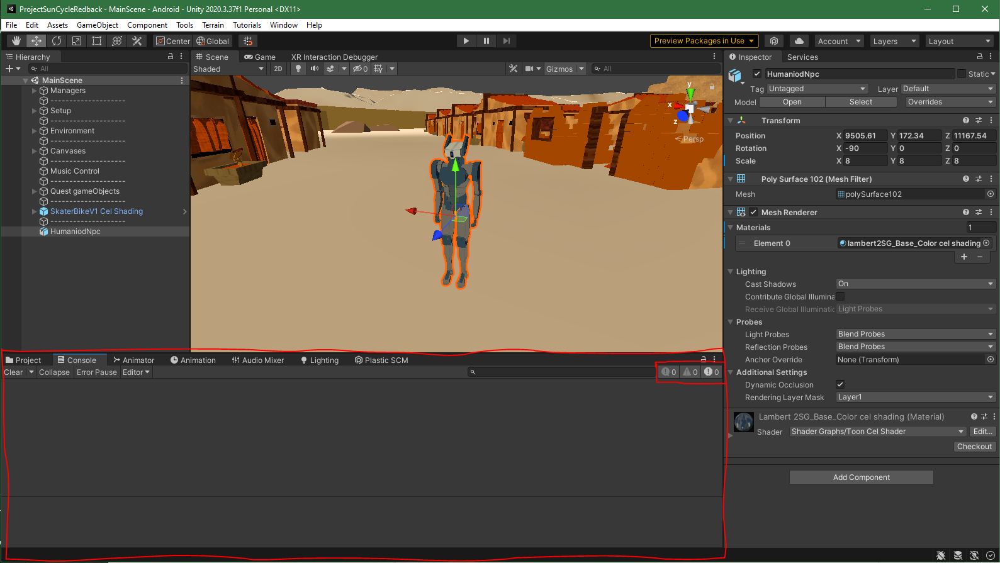 ProjectSunCycleRedback - MainScene - Android - Unity 2020.3.37f1 Personal <DX11>
File Edit Assets GameObject Component Tools Terrain Tutorials Window Help
Center Global Preview Packages in Use Account Layers Layout
Hierarchy
All
MainScene
Managers
--------------------
Setup
--------------------
Environment
--------------------
Canvases
--------------------
Music Control
--------------------
Quest gameObjects
--------------------
SkaterBikeV1 Cel Shading
--------------------
HumaniodNpc
Scene Game XR Interaction Debugger
Shaded 2D 0 Gizmos All
y
x
z
Persp
Inspector Services
HumaniodNpc Static
Tag Untagged Layer Default
Model Open Select Overrides
Transform
Position X 9505.61 Y 172.34 Z 11167.54
Rotation X -90 Y 0 Z 0
Scale X 8 Y 8 Z 8
Poly Surface 102 (Mesh Filter)
Mesh polySurface102
Mesh Renderer
Materials 1
Element 0 lambert2SG_Base_Color cel shading
Lighting
Cast Shadows On
Contribute Global Illumina
Receive Global Illuminatic Light Probes
Probes
Light Probes Blend Probes
Reflection Probes Blend Probes
Anchor Override None (Transform)
Additional Settings
Dynamic Occlusion
Rendering Layer Mask Layer1
Lambert 2SG_Base_Color cel shading (Material)
Shader Shader Graphs/Toon Cel Shader Edit...
Checkout
Add Component
Project Console Animator Animation Audio Mixer Lighting Plastic SCM
Clear Collapse Error Pause Editor 0 0 0